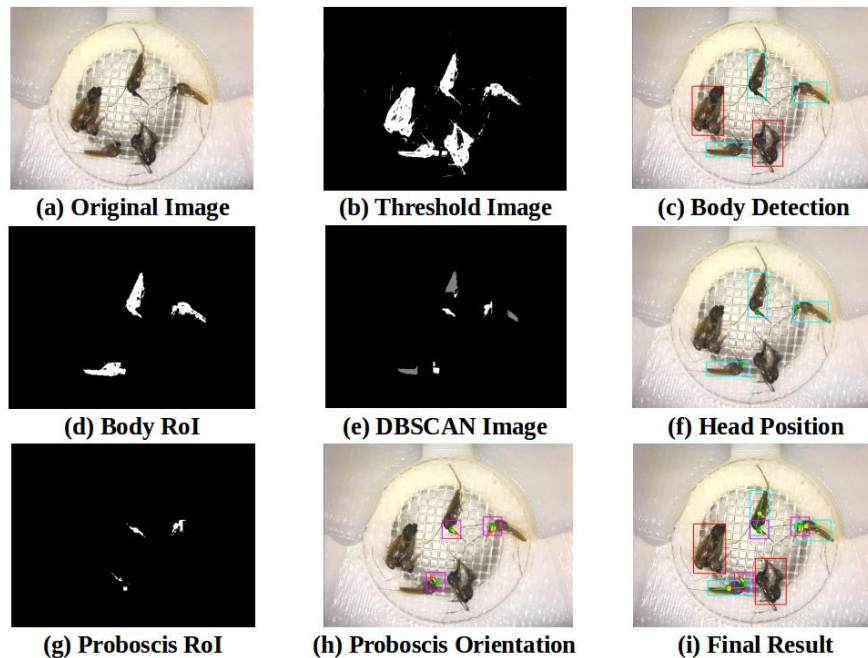 (a) Original Image
(b) Threshold Image
(c) Body Detection
(d) Body RoI
(e) DBSCAN Image
(f) Head Position
(g) Proboscis RoI
(h) Proboscis Orientation
(i) Final Result